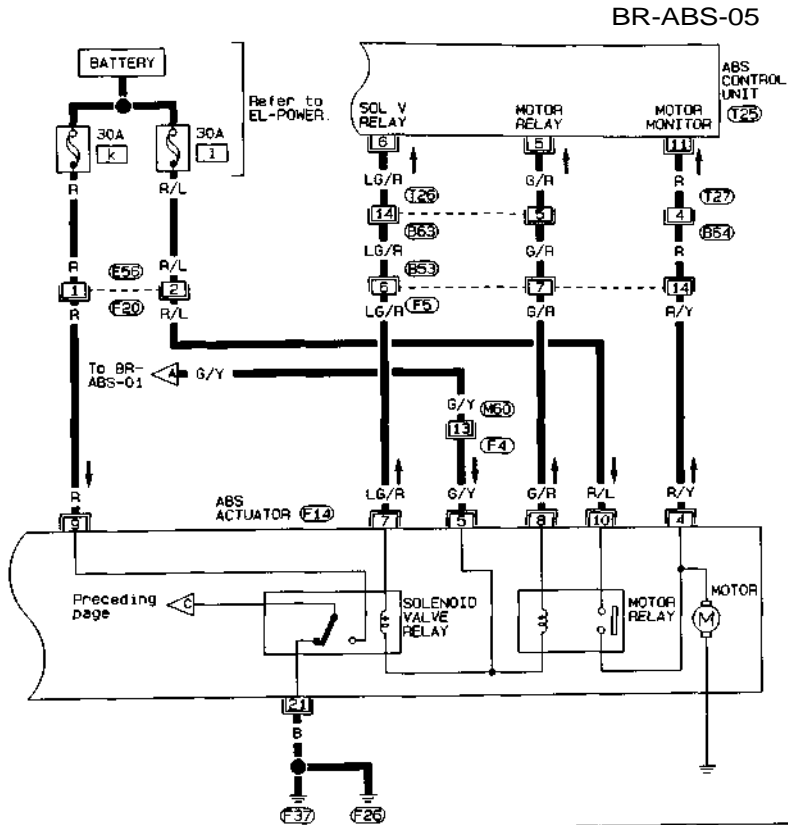 BR-ABS-05
BATTERY
Refer to
EL-POWER.
30A
k
30A
l
ABS
CONTROL
UNIT
T25
SOL V
RELAY
MOTOR
RELAY
MOTOR
MONITOR
6
5
11
R
R/L
LG/R
G/R
R
T26
T27
14
5
4
B63
B54
LG/R
G/R
R
R
R/L
E56
B53
1
2
6
7
14
F20
F5
R
R/L
LG/R
G/R
R/Y
To BR-
ABS-01
A
G/Y
G/Y
M60
13
F4
R
LG/R
G/Y
G/R
R/L
R/Y
ABS
ACTUATOR
F14
9
7
5
8
10
4
Preceding
page
C
SOLENOID
VALVE
RELAY
MOTOR
RELAY
MOTOR
M
21
B
F37
F26